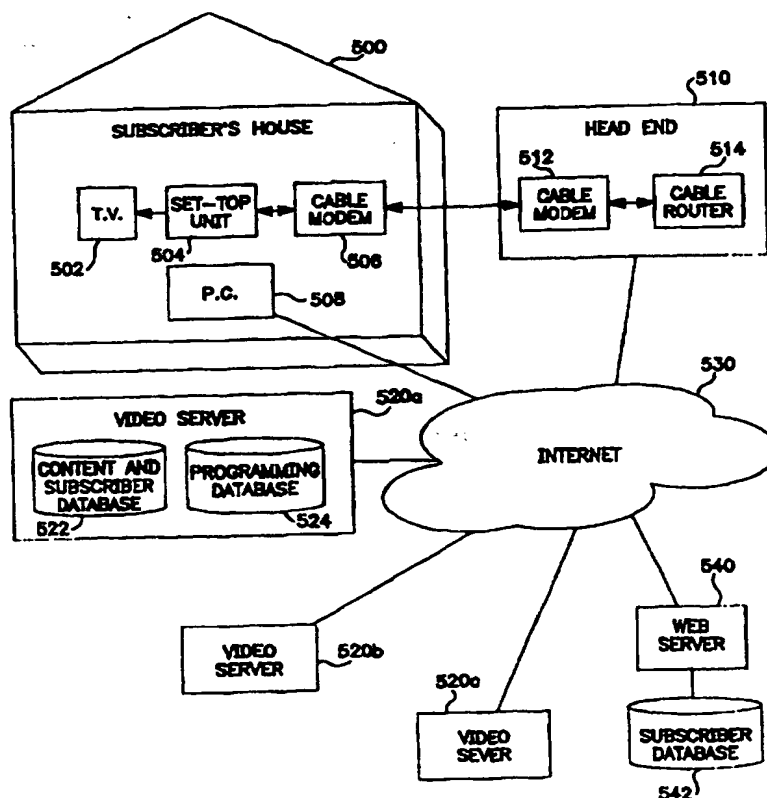 500
510
SUBSCRIBER'S HOUSE
HEAD END
512
514
T.V.
SET-TOP
UNIT
CABLE
MODEM
CABLE
MODEM
CABLE
ROUTER
502
504
506
P.C.
508
530
520a
VIDEO SERVER
CONTENT AND
SUBSCRIBER
DATABASE
PROGRAMMING
DATABASE
INTERNET
522
524
540
VIDEO
SERVER
520b
WEB
SERVER
520c
VIDEO
SEVER
SUBSCRIBER
DATABASE
542